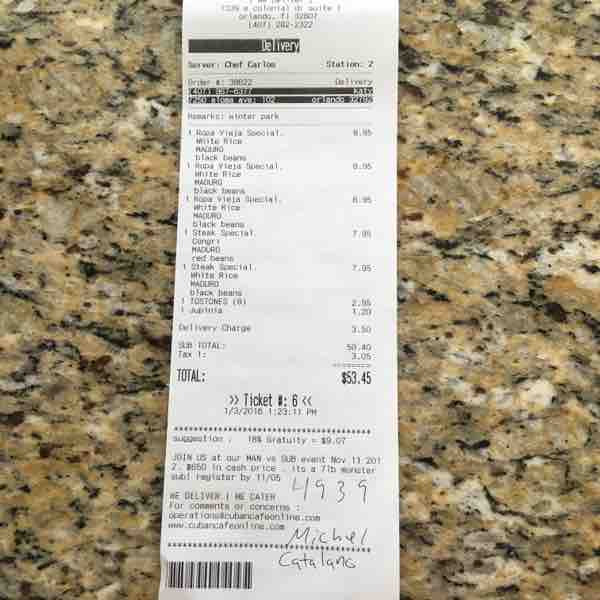 orlando, fl 32807
(407) 282-2322
Delivery
Server: Chef Carlos Station: 2
Order #: 38822 Delivery
Katy
orlando 32792
Remarks: winter park
1 Ropa Vieja Special. 8.95
White Rice
MADURO
black beans
1 Ropa Vieja Special. 8.95
White Rice
MADURO
black beans
1 Ropa Vieja Special. 8.95
White Rice
MADURO
black beans
1 Steak Special. 7.95
Congri
MADURO
red beans
1 Steak Special. 7.95
White Rice
MADURO
black beans
1 TOSTONES (8) 2.95
1 Jupinia 1.20
Delivery Charge 3.50
SUB TOTAL: 50.40
Tax 1: 3.05
TOTAL: $53.45
>> Ticket #: 6 <<
1/3/2016 1:23:11 PM
suggestion : 18% Gratuity = $9.07
JOIN US at our MAN vs SUB event Nov 11 201
2. $650 in cash price . its a 7lb monster
sub! register by 11/05
4939
WE DELIVER | WE CATER
For comments or concerns :
operations@cubancafeonline.com
www.cubancafeonline.com
Michel
Catalano